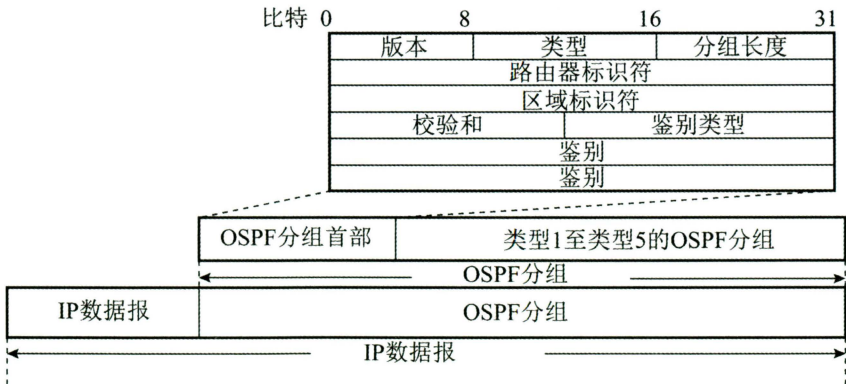 比特 0 8 16 31
版本 类型 分组长度
路由器标识符
区域标识符
校验和 鉴别类型
鉴别
鉴别
OSPF分组首部 类型1至类型5的OSPF分组
OSPF分组
IP数据报 OSPF分组
IP数据报